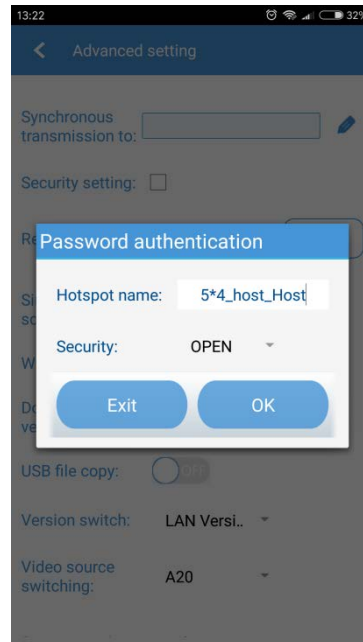 13:22
32%
Advanced setting
Synchronous
transmission to:
Security setting:
Password authentication
Hotspot name:
5*4_host_Host
Security:
OPEN
Exit
OK
USB file copy:
OFF
Version switch:
LAN Versi..
Video source
switching:
A20